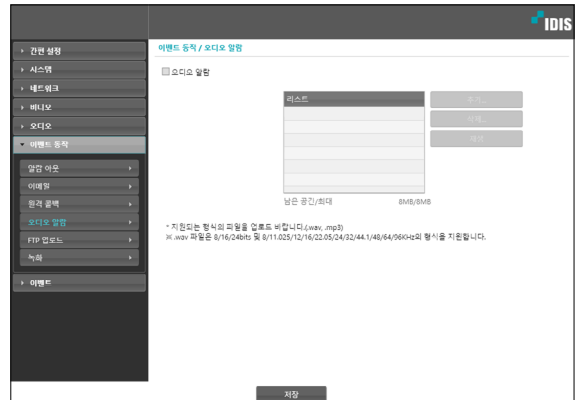 IDIS
간편 설정
시스템
네트워크
비디오
오디오
이벤트 동작
알람 아웃
이메일
원격 콜백
오디오 알람
FTP 업로드
녹화
이벤트
이벤트 동작 / 오디오 알람
오디오 알람
리스트
추가...
삭제...
남은 공간/최대 8MB/8MB
* 지원되는 형식의 파일을 업로드 바랍니다.(.wav, .mp3)
※ .wav 파일은 8/16/24bits 및 8/11.025/12/16/22.05/24/32/44.1/48/64/96KHz의 형식을 지원합니다.
저장